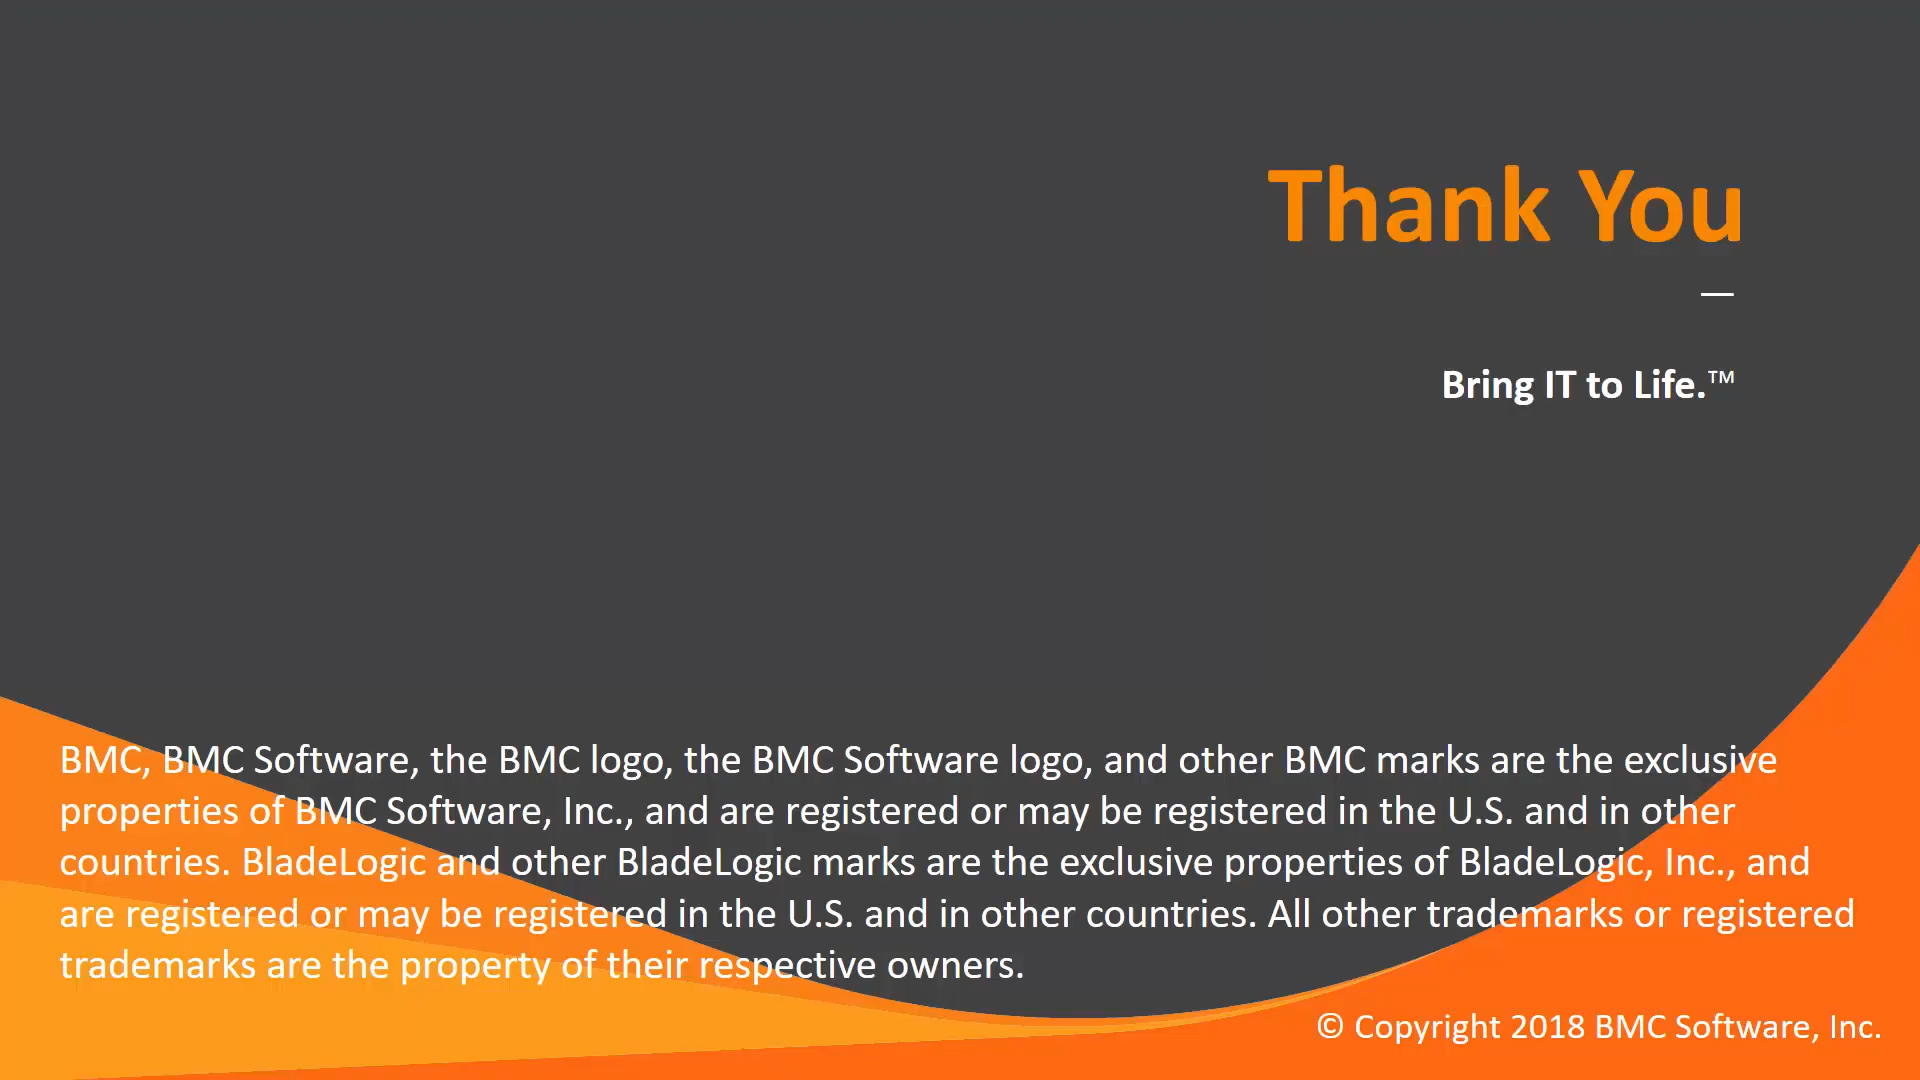 Thank You
Bring IT to Life.™
BMC, BMC Software, the BMC logo, the BMC Software logo, and other BMC marks are the exclusive
properties of BMC Software, Inc., and are registered or may be registered in the U.S. and in other
countries. BladeLogic and other BladeLogic marks are the exclusive properties of BladeLogic, Inc., and
are registered or may be registered in the U.S. and in other countries. All other trademarks or registered
trademarks are the property of their respective owners.
© Copyright 2018 BMC Software, Inc.